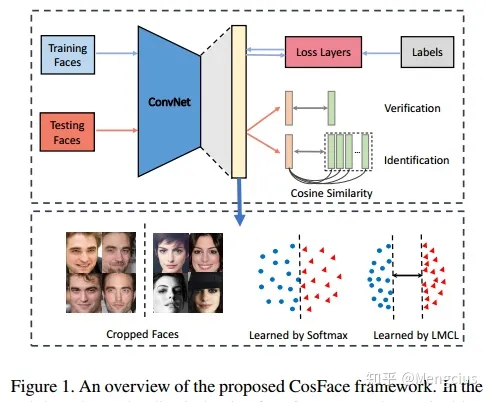 Training
Faces
Testing
Faces
ConvNet
Loss Layers
Labels
Verification
...
Identification
Cosine Similarity
Cropped Faces
Learned by Softmax
Learned by LMCL
知乎 @Mengcius
Figure 1. An overview of the proposed CosFace framework. In the